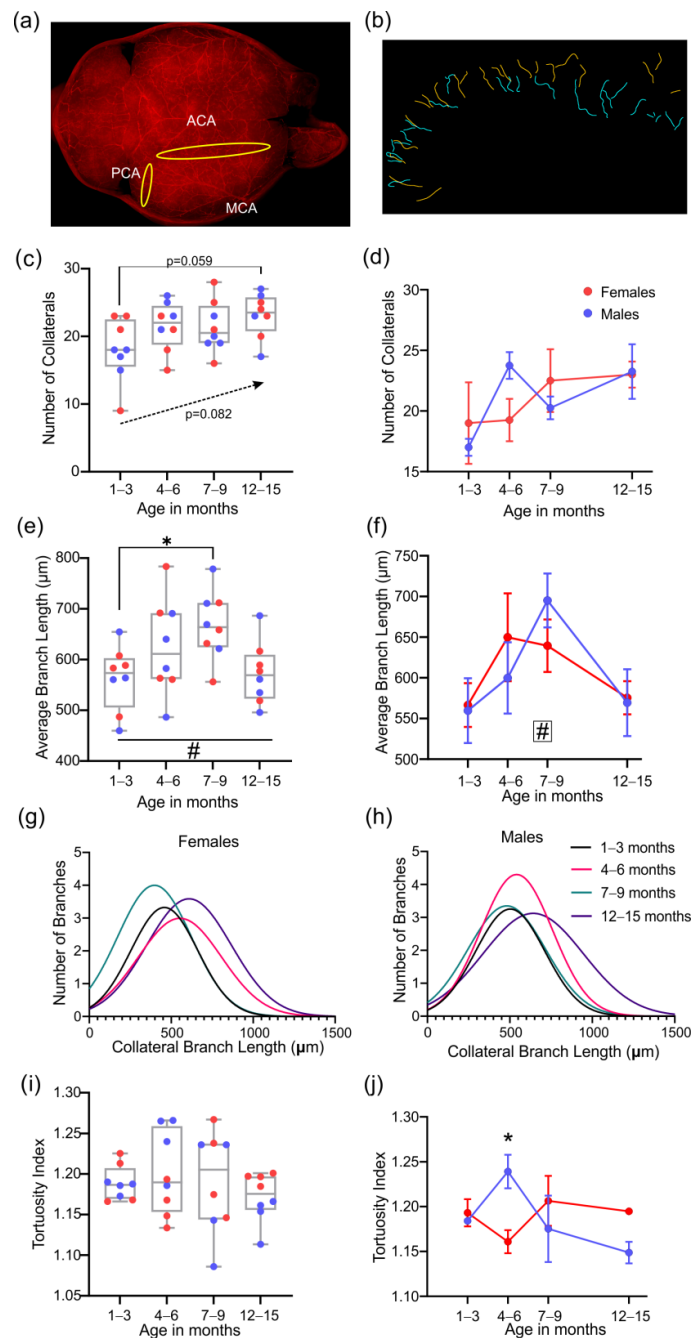 (a)
ACA
PCA
MCA
(b)
(c)
p=0.059
30
20
10
0
Number of Collaterals
p=0.082
1–3 4–6 7–9 12–15
Age in months
(d)
Females
Males
30
25
20
15
Number of Collaterals
1–3 4–6 7–9 12–15
Age in months
(e)
*
800
700
600
500
400
Average Branch Length (µm)
#
1–3 4–6 7–9 12–15
Age in months
(f)
750
700
650
600
550
500
Average Branch Length (µm)
#
1–3 4–6 7–9 12–15
Age in months
(g)
Females
5
4
3
2
1
0
Number of Branches
0 500 1000 1500
Collateral Branch Length (µm)
(h)
Males
1–3 months
4–6 months
7–9 months
12–15 months
5
4
3
2
1
0
Number of Branches
0 500 1000 1500
Collateral Branch Length (µm)
(i)
1.30
1.25
1.20
1.15
1.10
1.05
Tortuosity Index
1–3 4–6 7–9 12–15
Age in months
(j)
*
1.30
1.25
1.20
1.15
1.10
Tortuosity Index
1–3 4–6 7–9 12–15
Age in months